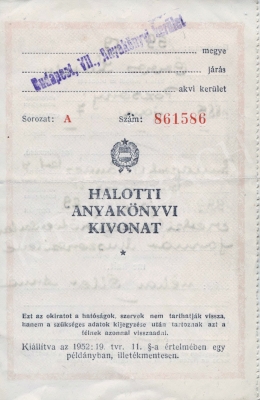 megye
Budapest, VII., Anyakönyvi kerület
járás
akvi kerület
Sorozat: A Szám: 861586
HALOTTI
ANYAKÖNYVI
KIVONAT
Ezt az okiratot a hatóságok, szervek nem tarthatják vissza,
hanem a szükséges adatok kijegyzése után tartoznak azt a
félnek azonnal visszaadni.
Kiállítva az 1952:19. tvr. 11. §-a értelmében egy
példányban, illetékmentesen.